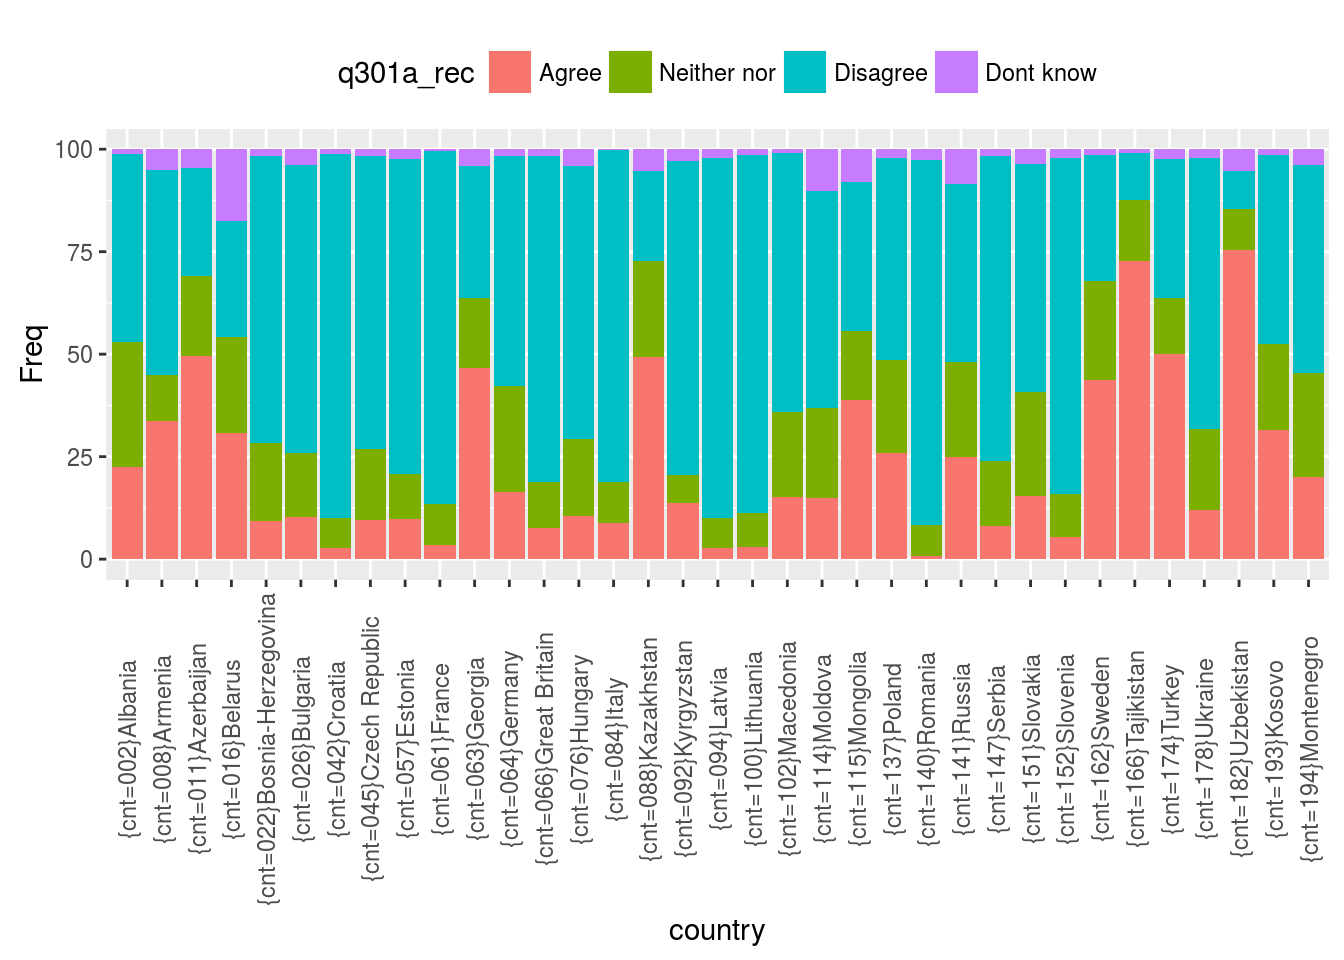 q301a_rec Agree Neither nor Disagree Dont know
100
75
50
25
0
Freq
{cnt=002}Albania
{cnt=008}Armenia
{cnt=011}Azerbaijan
{cnt=016}Belarus
{cnt=022}Bosnia-Herzegovina
{cnt=026}Bulgaria
{cnt=042}Croatia
{cnt=045}Czech Republic
{cnt=057}Estonia
{cnt=061}France
{cnt=063}Georgia
{cnt=064}Germany
{cnt=066}Great Britain
{cnt=076}Hungary
{cnt=084}Italy
{cnt=088}Kazakhstan
{cnt=092}Kyrgyzstan
{cnt=094}Latvia
{cnt=100}Lithuania
{cnt=102}Macedonia
{cnt=114}Moldova
{cnt=115}Mongolia
{cnt=137}Poland
{cnt=140}Romania
{cnt=141}Russia
{cnt=147}Serbia
{cnt=151}Slovakia
{cnt=152}Slovenia
{cnt=162}Sweden
{cnt=166}Tajikistan
{cnt=174}Turkey
{cnt=178}Ukraine
{cnt=182}Uzbekistan
{cnt=193}Kosovo
{cnt=194}Montenegro
country